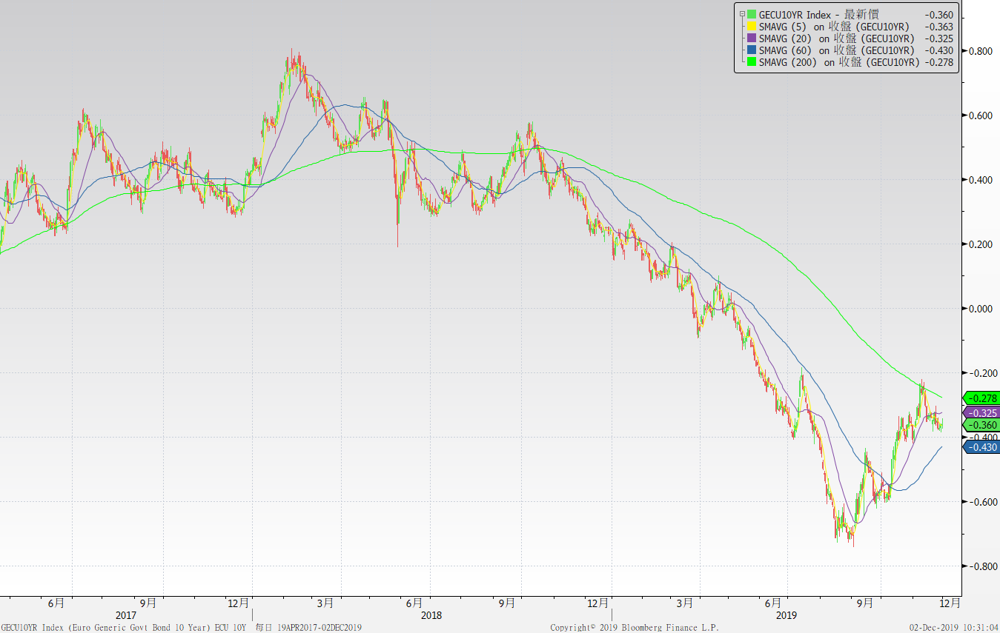 GECU10YR Index - 最新價 -0.360
SMAVG (5) on 收盤 (GECU10YR) -0.363
SMAVG (20) on 收盤 (GECU10YR) -0.325
SMAVG (60) on 收盤 (GECU10YR) -0.430
SMAVG (200) on 收盤 (GECU10YR) -0.278
0.800
0.600
0.400
0.200
0.000
-0.200
-0.278
-0.325
-0.360
-0.400
-0.430
-0.600
-0.800
6月 9月 12月 3月 6月 9月 12月 3月 6月 9月 12月
2017 2018 2019
GECU10YR Index (Euro Generic Govt Bond 10 Year) ECU 10Y 每日 19APR2017-02DEC2019 Copyright© 2019 Bloomberg Finance L.P. 02-Dec-2019 10:31:04